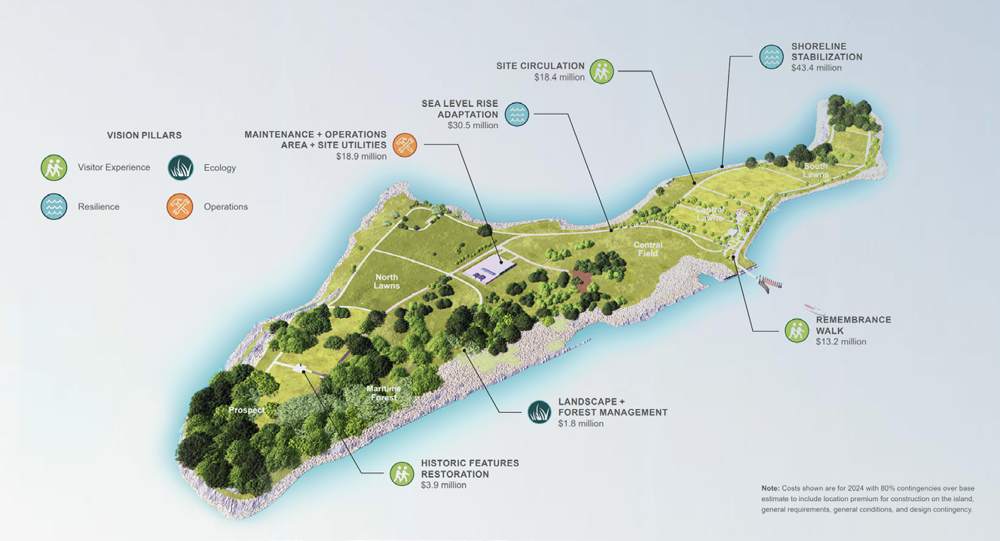 SHORELINE
STABILIZATION
$43.4 million
SITE CIRCULATION
$18.4 million
SEA LEVEL RISE
ADAPTATION
$30.5 million
VISION PILLARS
MAINTENANCE + OPERATIONS
AREA + SITE UTILITIES
$18.9 million
Visitor Experience
Ecology
Resilience
Operations
South
Lawns
Lawns
Central
Field
North
Lawns
REMEMBRANCE
WALK
$13.2 million
Maritime
Forest
Prospect
LANDSCAPE +
FOREST MANAGEMENT
$1.8 million
HISTORIC FEATURES
RESTORATION
$3.9 million
Note: Costs shown are for 2024 with 80% contingencies over base
estimate to include location premium for construction on the island,
general requirements, general conditions, and design contingency.